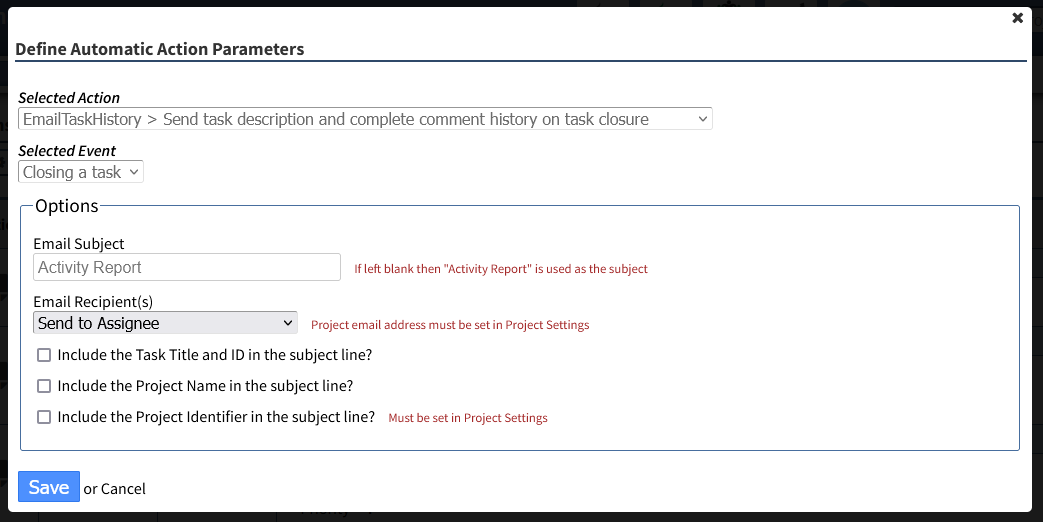 Define Automatic Action Parameters
Selected Action
EmailTaskHistory > Send task description and complete comment history on task closure
Selected Event
Closing a task
Options
Email Subject
Activity Report
If left blank then "Activity Report" is used as the subject
Email Recipient(s)
Send to Assignee
Project email address must be set in Project Settings
Include the Task Title and ID in the subject line?
Include the Project Name in the subject line?
Include the Project Identifier in the subject line? Must be set in Project Settings
Save or Cancel